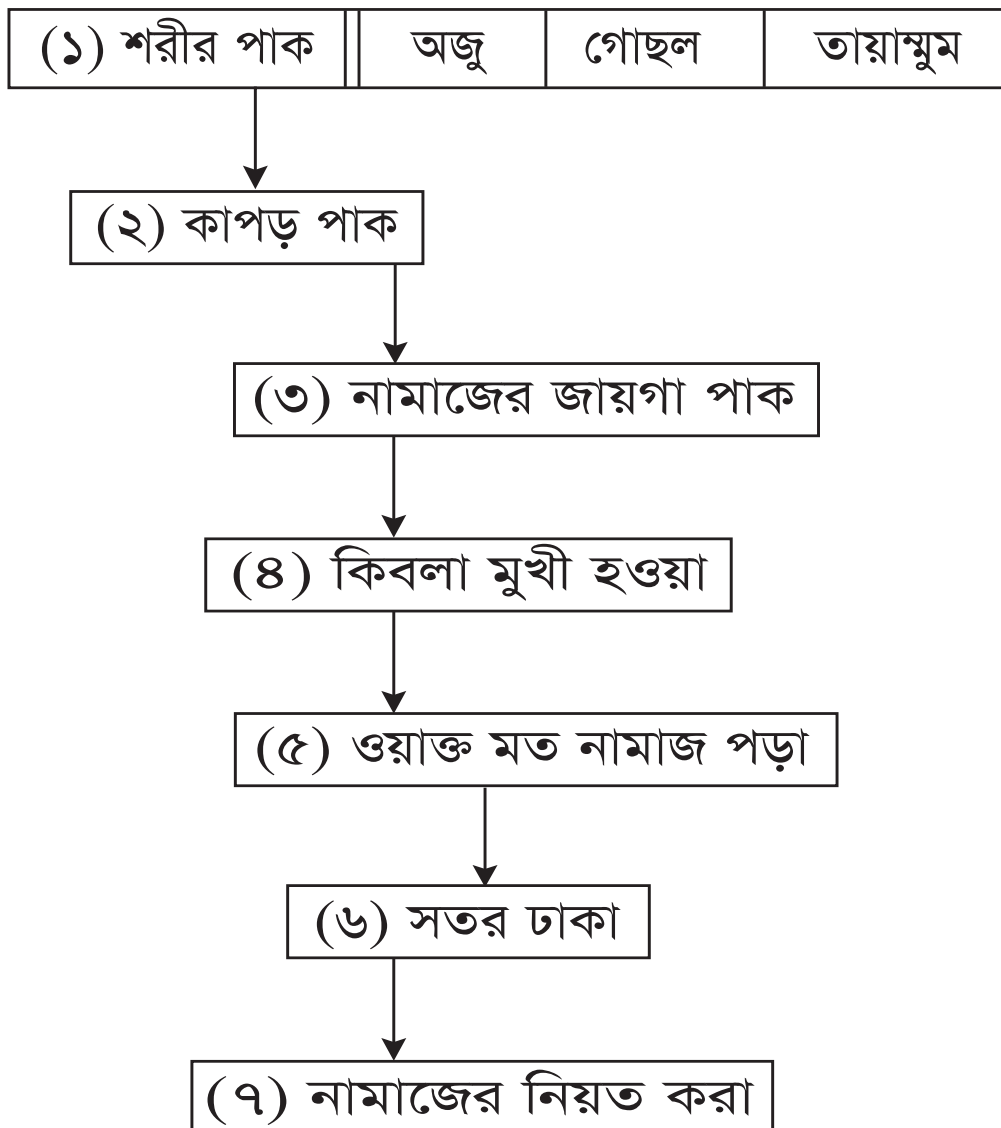 (১) শরীর পাক অজু গোছল তায়াম্মুম
(২) কাপড় পাক
(৩) নামাজের জায়গা পাক
(৪) কিবলা মুখী হওয়া
(৫) ওয়াক্ত মত নামাজ পড়া
(৬) সতর ঢাকা
(৭) নামাজের নিয়ত করা